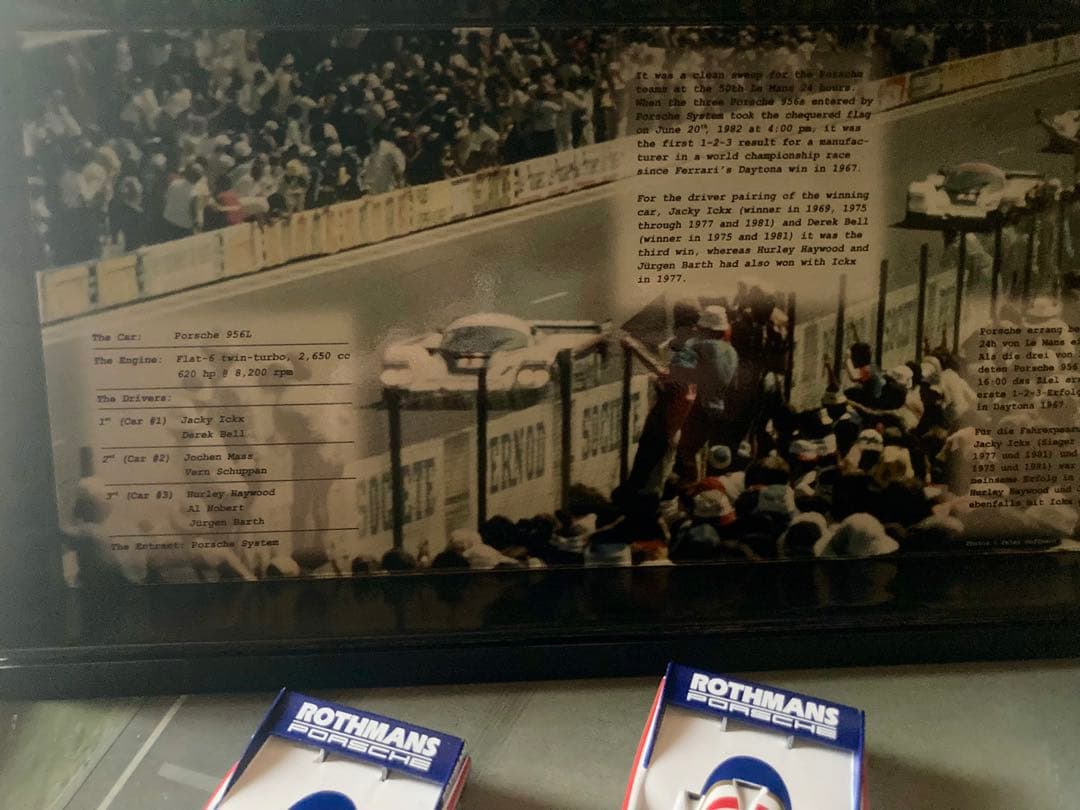 It was a clean sweep for the Porsche
teams at the 50th Le Mans 24 hours.
When the three Porsche 956s entered by
Porsche System took the chequered flag
on June 20th, 1982 at 4:00 pm, it was
the first 1-2-3 result for a manufac-
turer in a world championship race
since Ferrari's Daytona win in 1967.
For the driver pairing of the winning
car, Jacky Ickx (winner in 1969, 1975
through 1977 and 1981) and Derek Bell
(winner in 1975 and 1981) it was the
third win, whereas Hurley Haywood and
Jürgen Barth had also won with Ickx
in 1977.
The Car: Porsche 956L
The Engine: Flat-6 twin-turbo, 2,650 cc
620 hp @ 8,200 rpm
The Drivers:
1st (Car #1) Jacky Ickx
Derek Bell
2nd (Car #2) Jochen Mass
Vern Schuppan
3rd (Car #3) Hurley Haywood
Al Hobert
Jürgen Barth
The Entract: Porsche System
Porsche errang be
24h von Le Mans e
Als die drei von
deten Porsche 956
16:00 das Ziel er
erste 1-2-3-Erfolg
in Daytona 1967
Für die Fahrerpaar
Jacky Ickx (Sieger
1977 und 1981) und
1975 und 1981) war
meinsame Erfolg in
Hurley Haywood und
ebenfalls mit Ickx
SOCIETE
ERNOD
SOCIETE
ROTHMANS
PORSCHE
ROTHMANS
PORSCHE